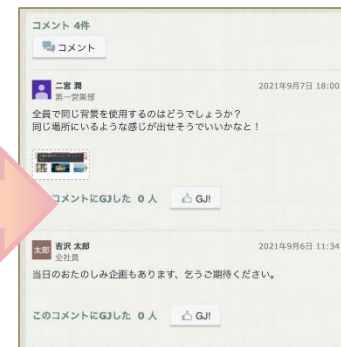 コメント 4件
コメント
二宮 潤
2021年9月7日 18:00
第一営業部
全員で同じ背景を使用するのはどうでしょうか？
同じ場所にいるような感じが出せそうでいいかなと！
コメントにGJした 0 人
GJ!
太郎
吉沢 太郎
2021年9月6日 11:34
全社員
当日のおたのしみ企画もあります、乞うご期待ください。
このコメントにGJした 0 人
GJ!